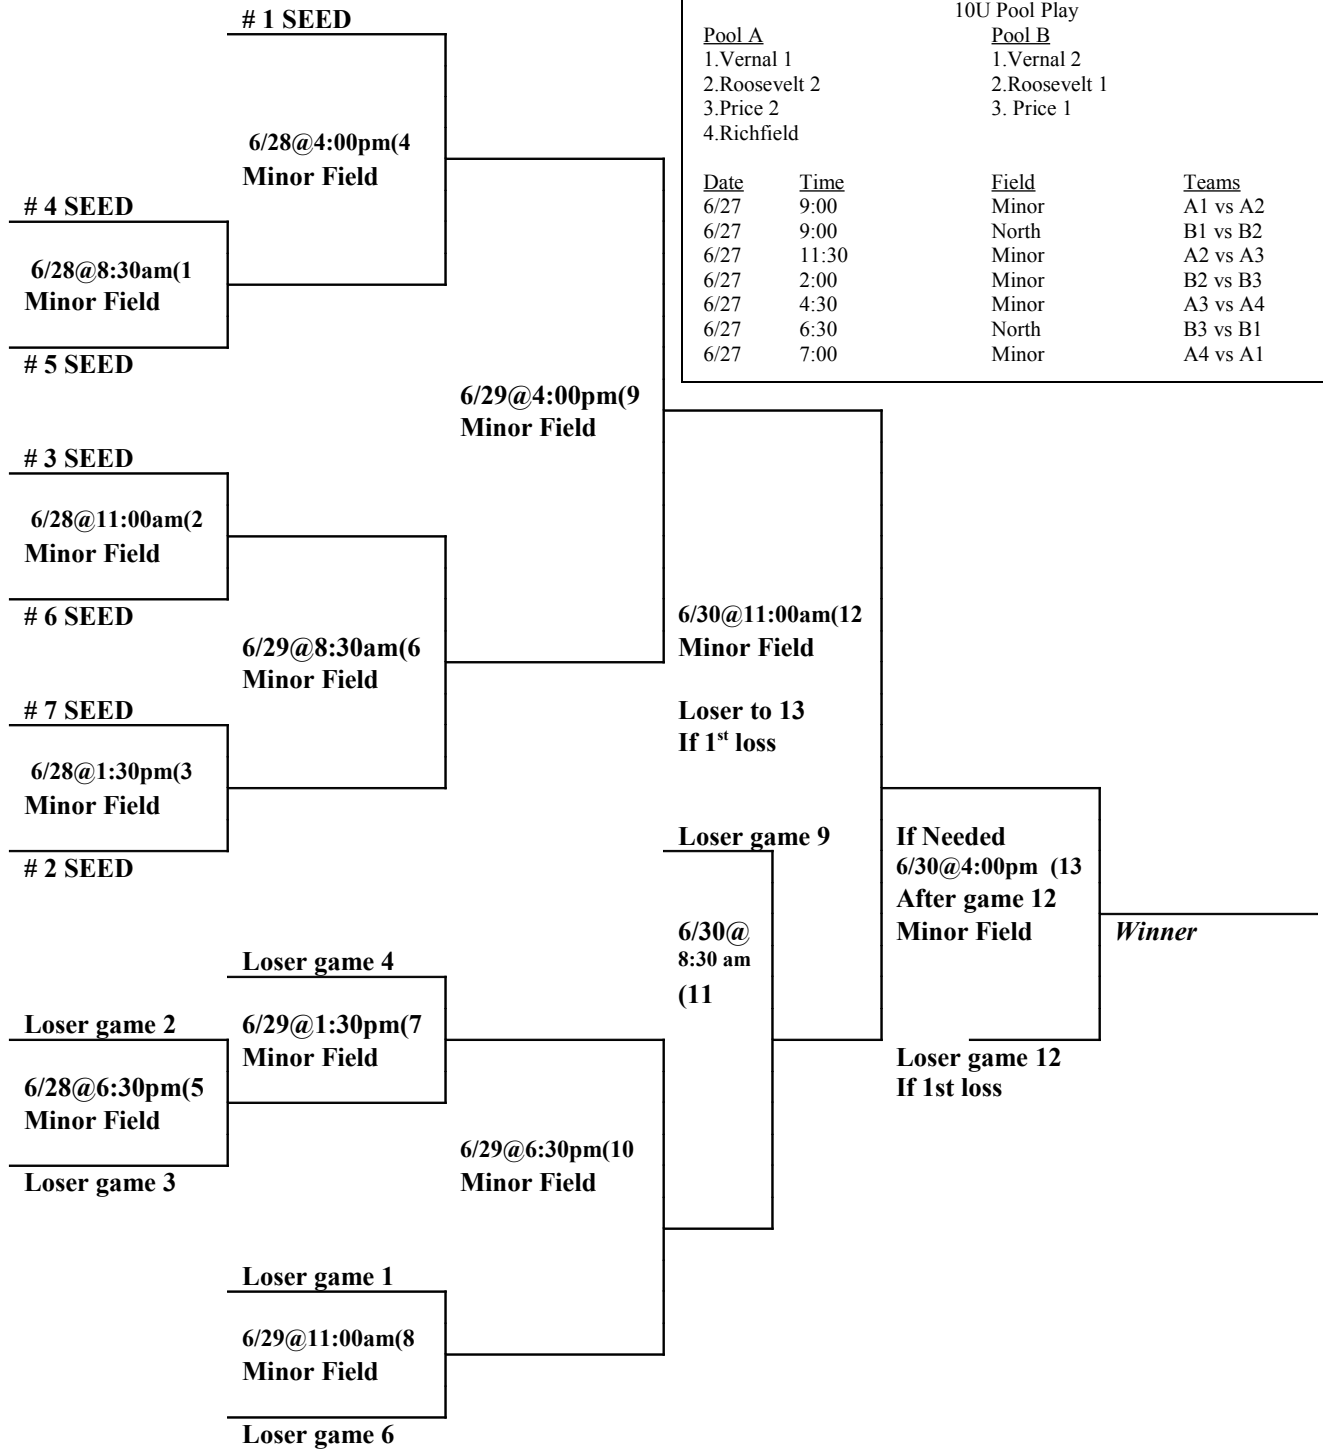 # 1 SEED
10U Pool Play
Pool A Pool B
1.Vernal 1 1.Vernal 2
2.Roosevelt 2 2.Roosevelt 1
3.Price 2 3. Price 1
4.Richfield
Date Time Field Teams
6/27 9:00 Minor A1 vs A2
6/27 9:00 North B1 vs B2
6/27 11:30 Minor A2 vs A3
6/27 2:00 Minor B2 vs B3
6/27 4:30 Minor A3 vs A4
6/27 6:30 North B3 vs B1
6/27 7:00 Minor A4 vs A1
6/28@4:00pm(4
Minor Field
# 4 SEED
6/28@8:30am(1
Minor Field
# 5 SEED
6/29@4:00pm(9
Minor Field
# 3 SEED
6/28@11:00am(2
Minor Field
# 6 SEED
6/29@8:30am(6
Minor Field
6/30@11:00am(12
Minor Field
Loser to 13
If 1st loss
# 7 SEED
6/28@1:30pm(3
Minor Field
# 2 SEED
Loser game 9
If Needed
6/30@4:00pm (13
After game 12
Minor Field
Winner
6/30@
8:30 am
(11
Loser game 4
6/29@1:30pm(7
Minor Field
Loser game 2
6/28@6:30pm(5
Minor Field
Loser game 3
Loser game 12
If 1st loss
6/29@6:30pm(10
Minor Field
Loser game 1
6/29@11:00am(8
Minor Field
Loser game 6